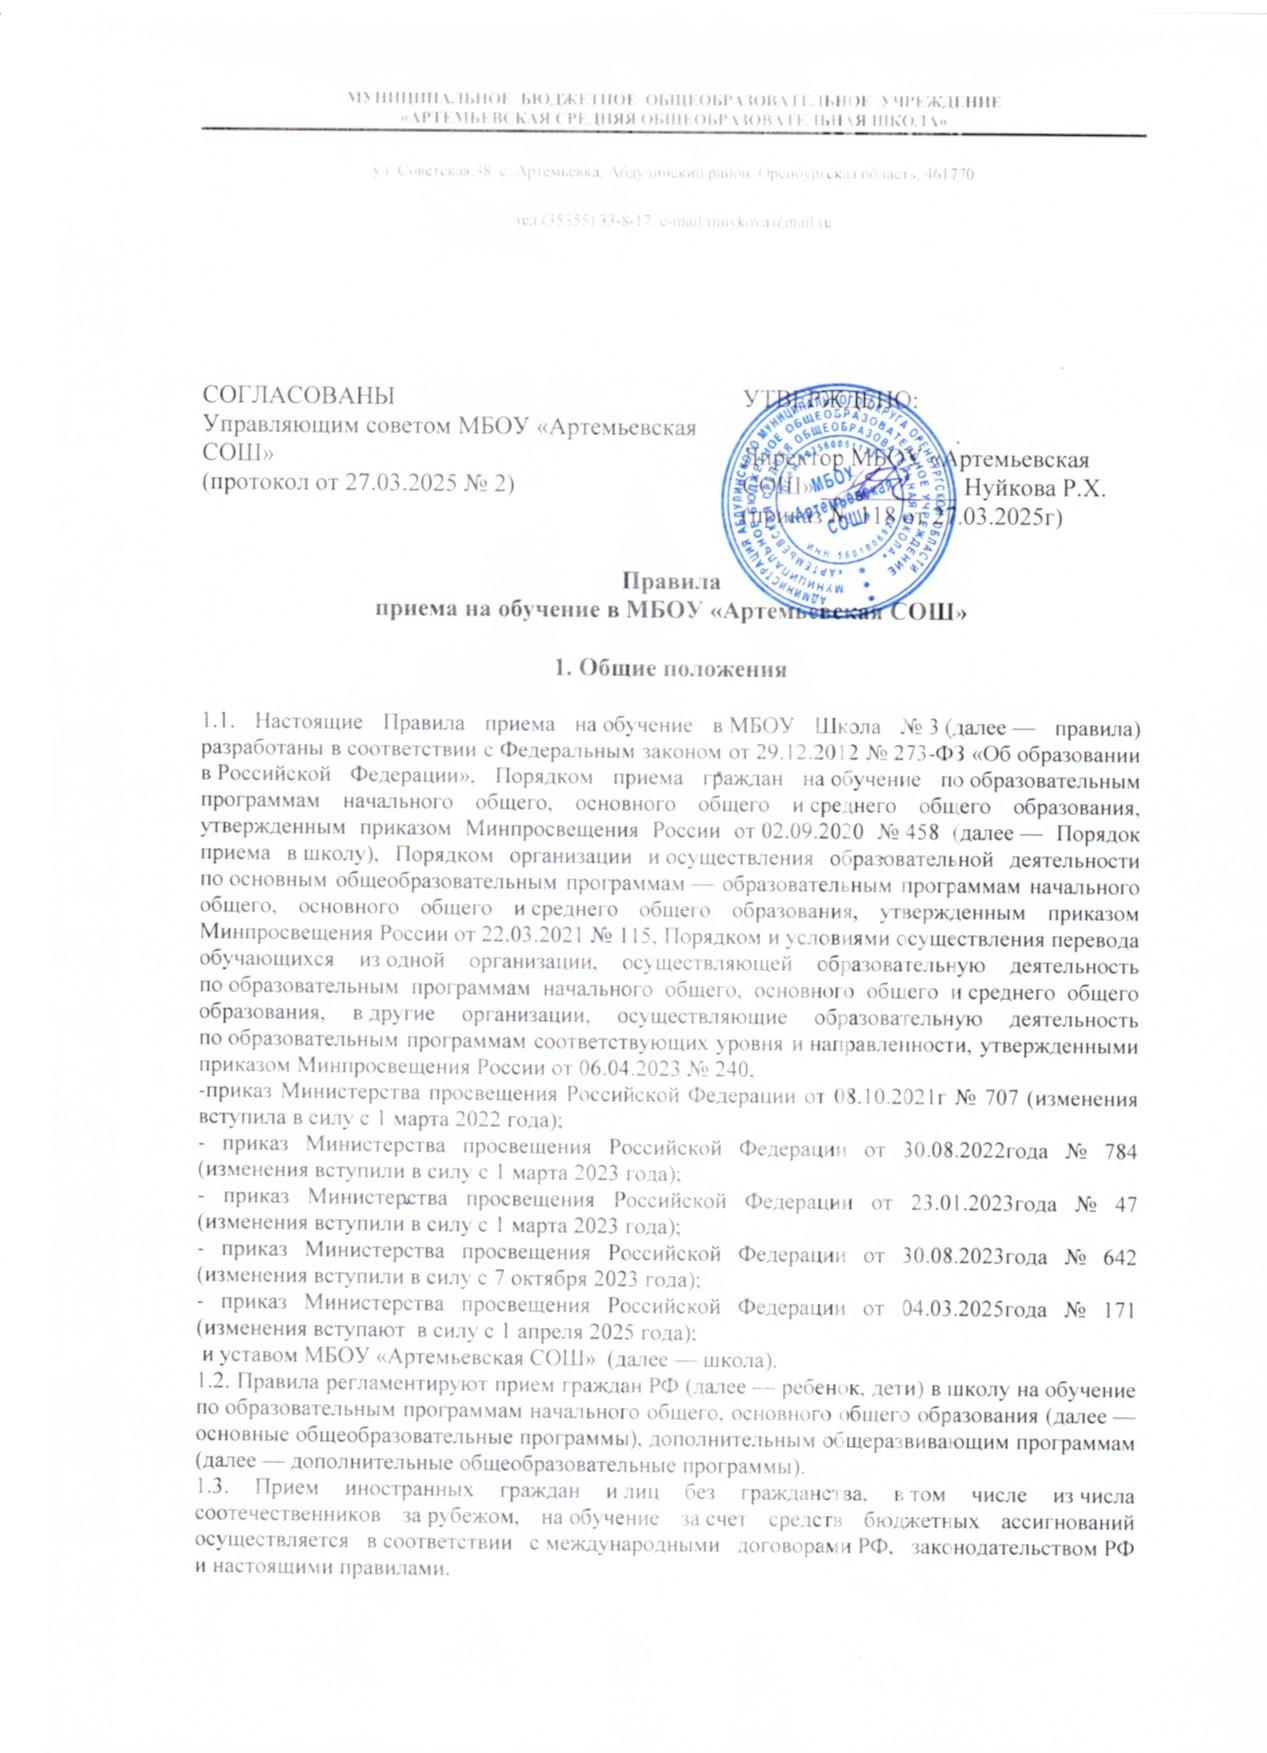 МУНИЦИПАЛЬНОЕ БЮДЖЕТНОЕ ОБЩЕОБРАЗОВАТЕЛЬНОЕ УЧРЕЖДЕНИЕ
«АРТЕМЬЕВСКАЯ СРЕДНЯЯ ОБЩЕОБРАЗОВАТЕЛЬНАЯ ШКОЛА»
ул. Советская,38, с. Артемьевка, Абдулинский район, Оренбургская область, 461770
тел.(35355) 33-8-17, e-mail:nuykova@mail.ru
СОГЛАСОВАНЫ
Управляющим советом МБОУ «Артемьевская
СОШ»
(протокол от 27.03.2025 № 2)
УТВЕРЖДЕНО:
Директор МБОУ «Артемьевская
СОШ» Нуйкова Р.Х.
(приказ № 118 от 27.03.2025г)
МБОУ
«Артемьевская
СОШ»
Правила
приема на обучение в МБОУ «Артемьевская СОШ»
1. Общие положения
1.1. Настоящие Правила приема на обучение в МБОУ Школа № 3 (далее — правила)
разработаны в соответствии с Федеральным законом от 29.12.2012 № 273-ФЗ «Об образовании
в Российской Федерации», Порядком приема граждан на обучение по образовательным
программам начального общего, основного общего и среднего общего образования,
утвержденным приказом Минпросвещения России от 02.09.2020 № 458 (далее — Порядок
приема в школу), Порядком организации и осуществления образовательной деятельности
по основным общеобразовательным программам — образовательным программам начального
общего, основного общего и среднего общего образования, утвержденным приказом
Минпросвещения России от 22.03.2021 № 115, Порядком и условиями осуществления перевода
обучающихся из одной организации, осуществляющей образовательную деятельность
по образовательным программам начального общего, основного общего и среднего общего
образования, в другие организации, осуществляющие образовательную деятельность
по образовательным программам соответствующих уровня и направленности, утвержденными
приказом Минпросвещения России от 06.04.2023 № 240,
-приказ Министерства просвещения Российской Федерации от 08.10.2021г № 707 (изменения
вступила в силу с 1 марта 2022 года);
- приказ Министерства просвещения Российской Федерации от 30.08.2022года № 784
(изменения вступили в силу с 1 марта 2023 года);
- приказ Министерства просвещения Российской Федерации от 23.01.2023года № 47
(изменения вступили в силу с 1 марта 2023 года);
- приказ Министерства просвещения Российской Федерации от 30.08.2023года № 642
(изменения вступили в силу с 7 октября 2023 года);
- приказ Министерства просвещения Российской Федерации от 04.03.2025года № 171
(изменения вступают в силу с 1 апреля 2025 года);
и уставом МБОУ «Артемьевская СОШ» (далее — школа).
1.2. Правила регламентируют прием граждан РФ (далее — ребенок, дети) в школу на обучение
по образовательным программам начального общего, основного общего образования (далее —
основные общеобразовательные программы), дополнительным общеразвивающим программам
(далее — дополнительные общеобразовательные программы).
1.3. Прием иностранных граждан и лиц без гражданства, в том числе из числа
соотечественников за рубежом, на обучение за счет средств бюджетных ассигнований
осуществляется в соответствии с международными договорами РФ, законодательством РФ
и настоящими правилами.